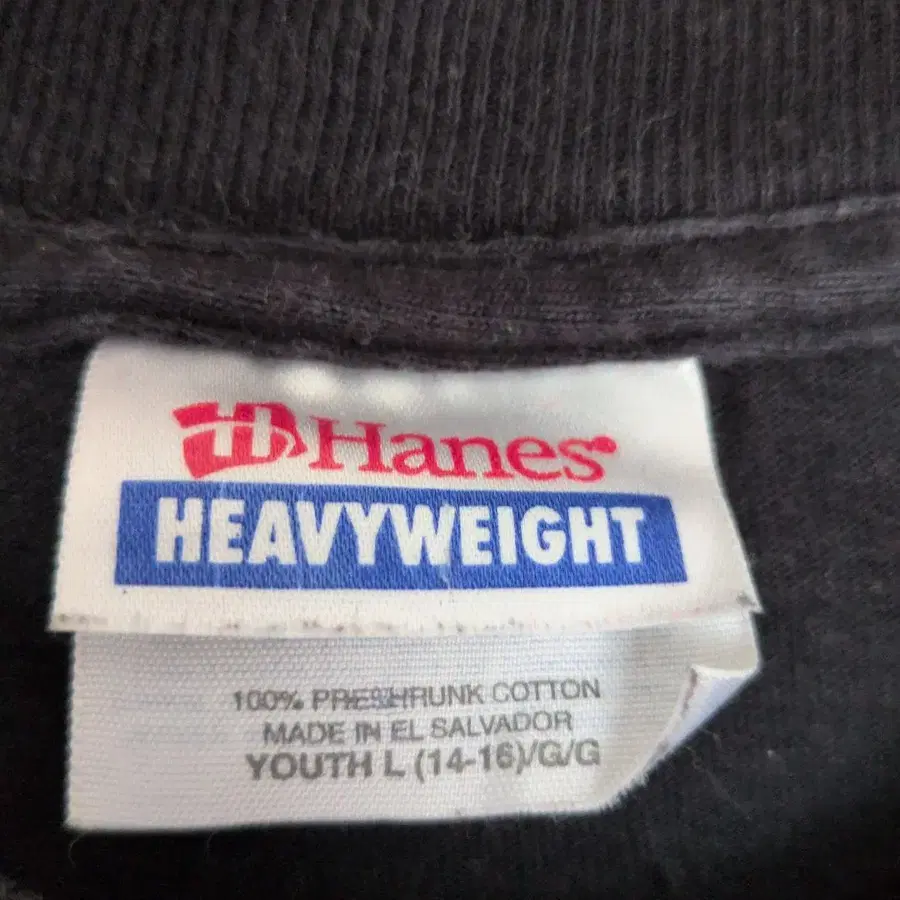 Hanes
HEAVYWEIGHT
100% PRESHRUNK COTTON
MADE IN EL SALVADOR
YOUTH L (14-16)/G/G